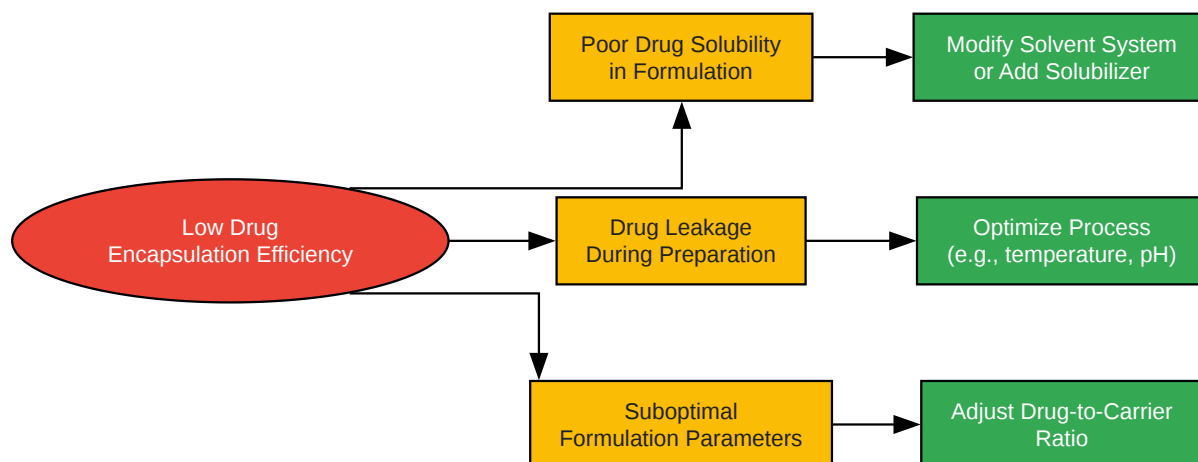 Poor Drug Solubility
in Formulation
Modify Solvent System
or Add Solubilizer
Low Drug
Encapsulation Efficiency
Drug Leakage
During Preparation
Optimize Process
(e.g., temperature, pH)
Suboptimal
Formulation Parameters
Adjust Drug-to-Carrier
Ratio